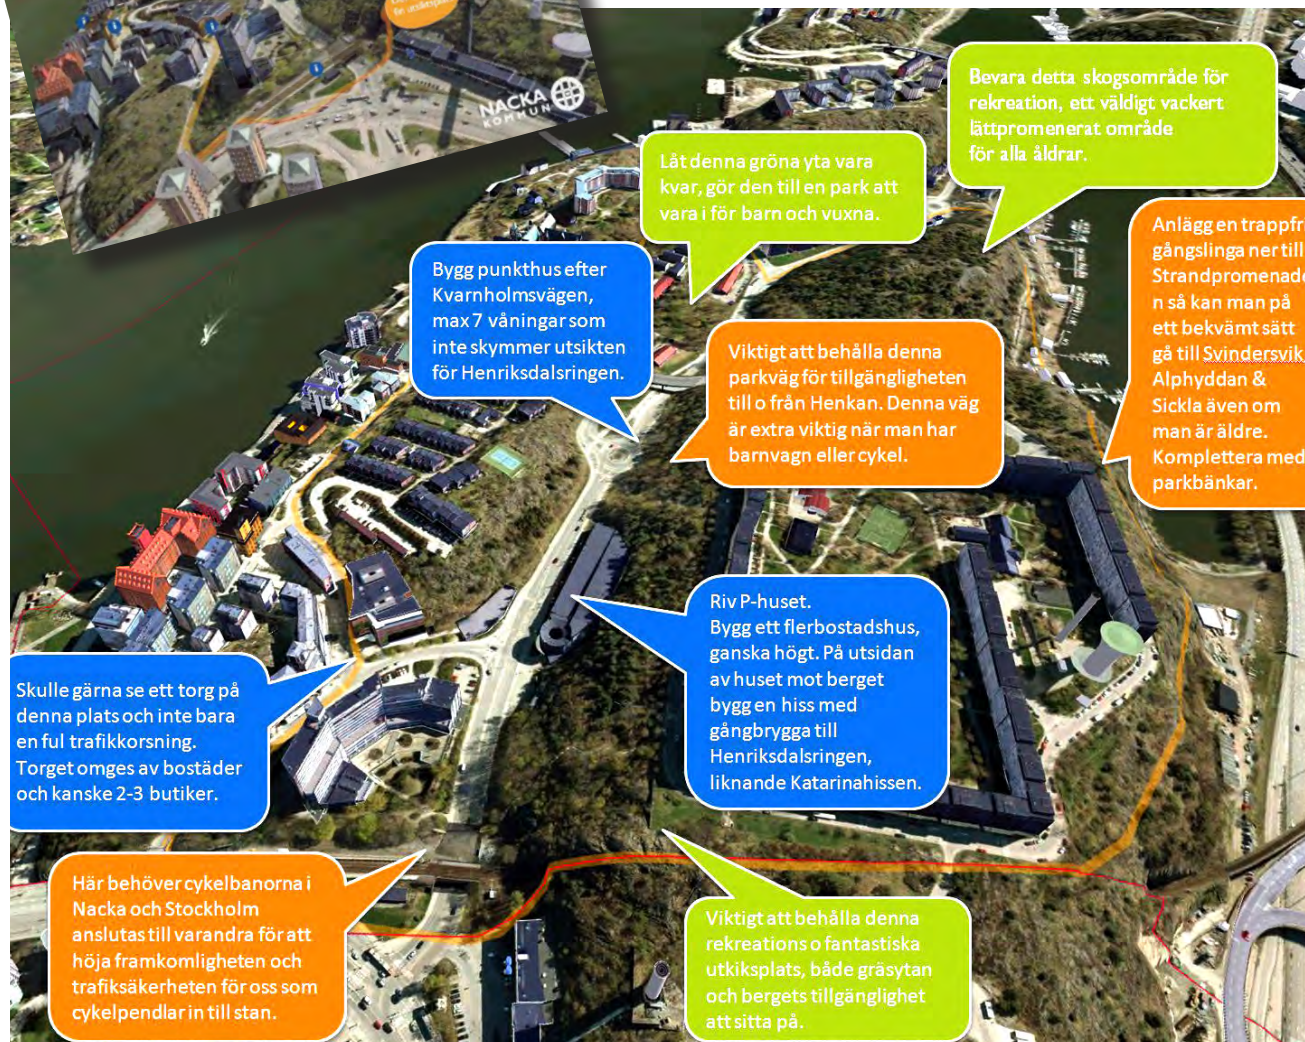 fin utsiktsplats
NACKA
KOMMUN
Bevara detta skogsområde för
rekreation, ett väldigt vackert
lättpromenerat område
för alla åldrar.
Låt denna gröna yta vara
kvar, gör den till en park att
vara i för barn och vuxna.
Anlägg en trappfri
gångslinga ner till
Strandpromenade
n så kan man på
ett bekvämt sätt
gå till Svindersvik,
Alphyddan &
Sickla även om
man är äldre.
Komplettera med
parkbänkar.
Bygg punkthus efter
Kvarnholmsvägen,
max 7 våningar som
inte skymmer utsikten
för Henriksdalsringen.
Viktigt att behålla denna
parkväg för tillgängligheten
till o från Henkan. Denna väg
är extra viktig när man har
barnvagn eller cykel.
Riv P-huset.
Bygg ett flerbostadshus,
ganska högt. På utsidan
av huset mot berget
bygg en hiss med
gångbrygga till
Henriksdalsringen,
liknande Katarinahissen.
Skulle gärna se ett torg på
denna plats och inte bara
en ful trafikkorsning.
Torget omges av bostäder
och kanske 2-3 butiker.
Här behöver cykelbanorna i
Nacka och Stockholm
anslutas till varandra för att
höja framkomligheten och
trafiksäkerheten för oss som
cykelpendlar in till stan.
Viktigt att behålla denna
rekreations o fantastiska
utkiksplats, både gräsytan
och bergets tillgänglighet
att sitta på.